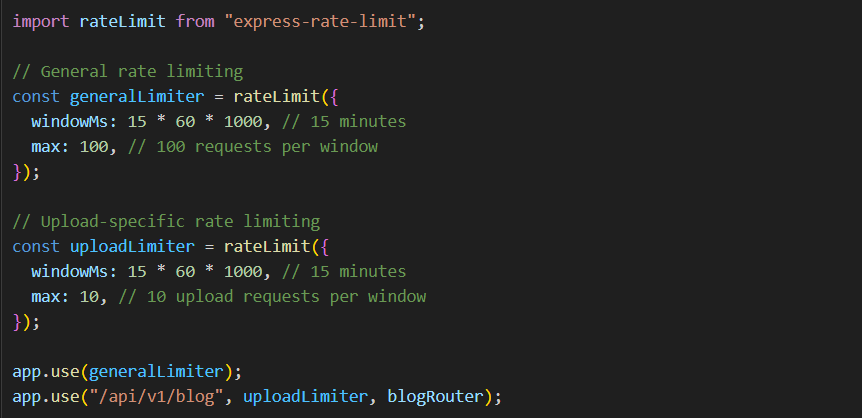 import rateLimit from "express-rate-limit";
// General rate limiting
const generalLimiter = rateLimit({
  windowMs: 15 * 60 * 1000, // 15 minutes
  max: 100, // 100 requests per window
});
// Upload-specific rate limiting
const uploadLimiter = rateLimit({
  windowMs: 15 * 60 * 1000, // 15 minutes
  max: 10, // 10 upload requests per window
});
app.use(generalLimiter);
app.use("/api/v1/blog", uploadLimiter, blogRouter);